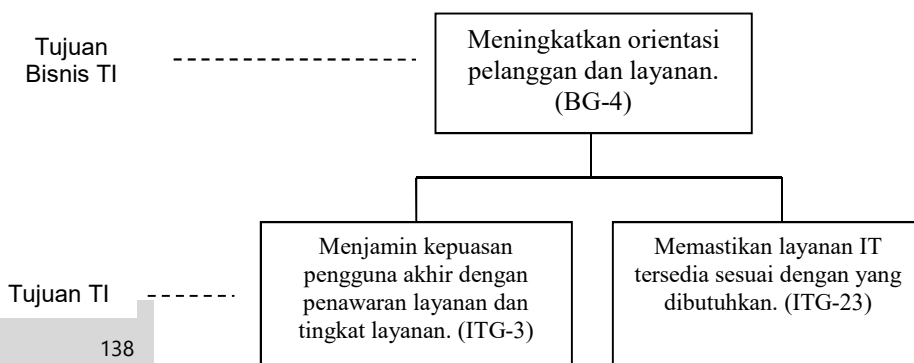 Tujuan
Bisnis TI
Meningkatkan orientasi
pelanggan dan layanan.
(BG-4)
Menjamin kepuasan
pengguna akhir dengan
penawaran layanan dan
tingkat layanan. (ITG-3)
Memastikan layanan IT
tersedia sesuai dengan yang
dibutuhkan. (ITG-23)
Tujuan TI
138